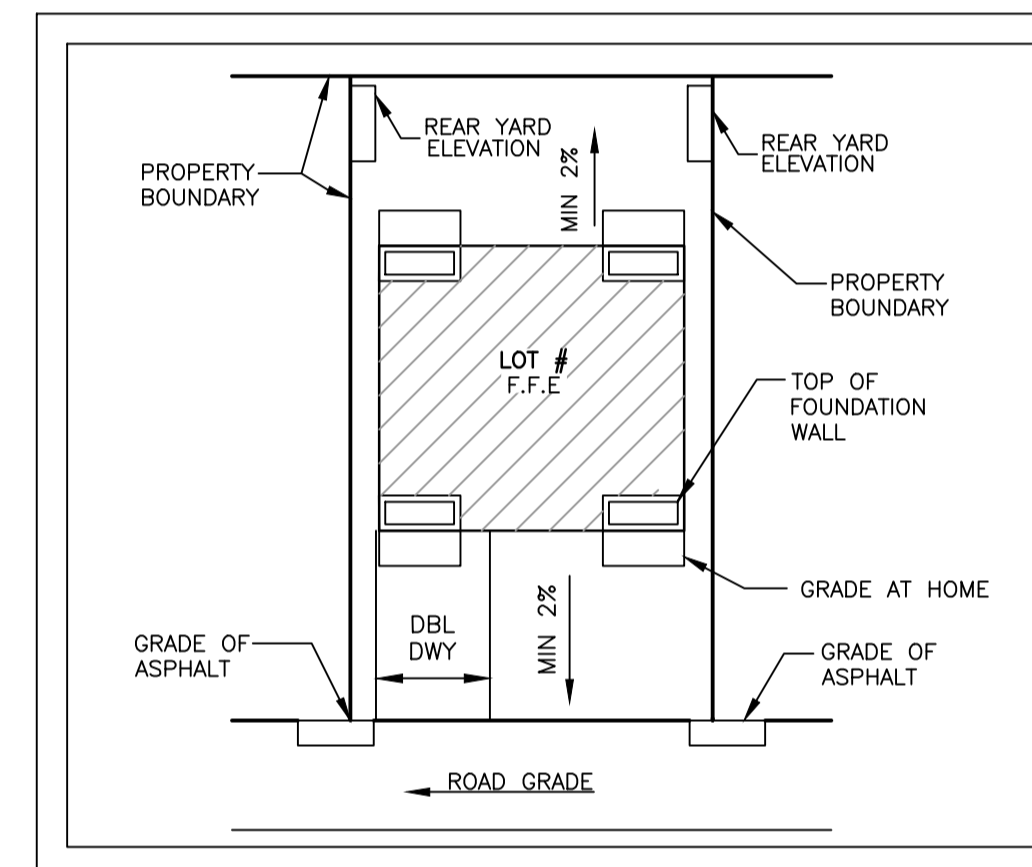 REAR YARD
ELEVATION
REAR YARD
ELEVATION
PROPERTY
BOUNDARY
MIN 2%
PROPERTY
BOUNDARY
LOT #
F.F.E
TOP OF
FOUNDATION
WALL
GRADE AT HOME
DBL
DWY
MIN 2%
GRADE OF
ASPHALT
GRADE OF
ASPHALT
ROAD GRADE